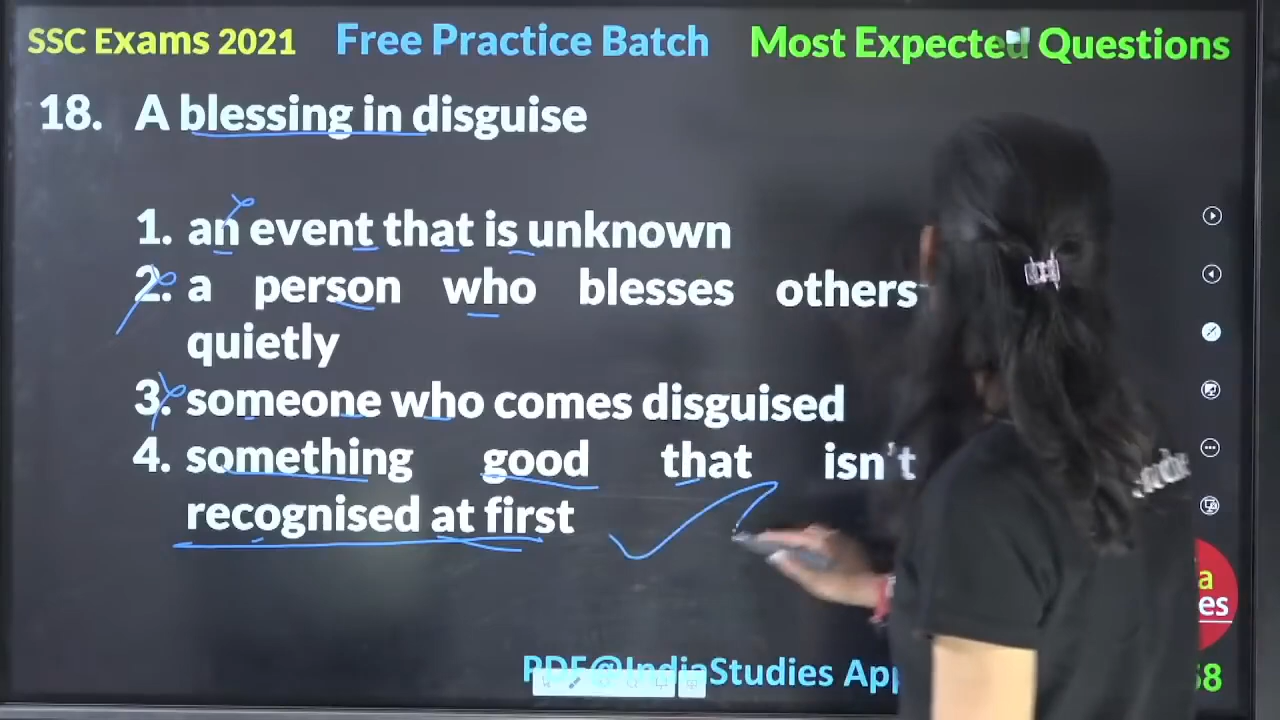 SSC Exams 2021 Free Practice Batch Most Expected Questions
18. A blessing in disguise
1. an event that is unknown
2. a person who blesses others
quietly
3. someone who comes disguised
4. something good that isn't
recognised at first
PDF@IndiaStudies App